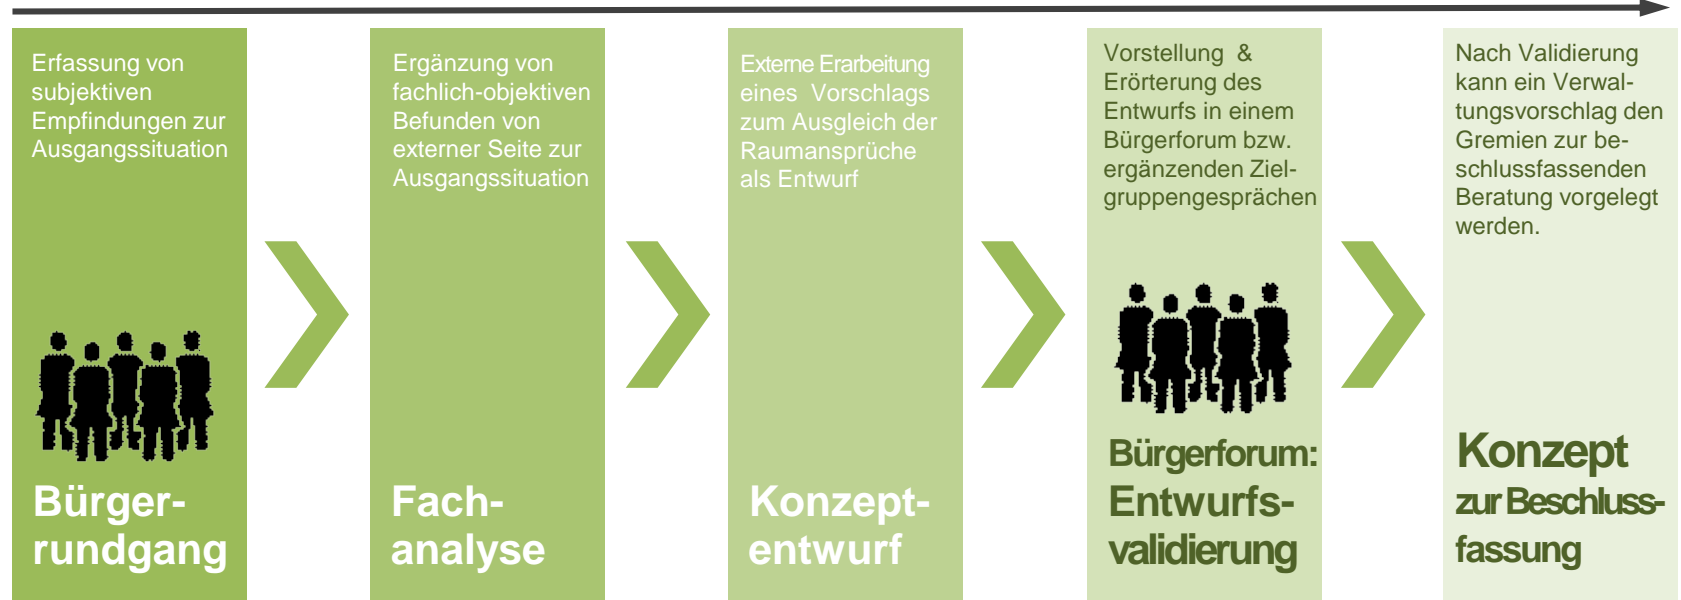 Erfassung von
subjektiven
Empfindungen zur
Ausgangssituation
Bürger-
rundgang
Ergänzung von
fachlich-objektiven
Befunden von
externer Seite zur
Ausgangssituation
Fach-
analyse
Externe Erarbeitung
eines Vorschlags
zum Ausgleich der
Raumansprüche
als Entwurf
Konzept-
entwurf
Vorstellung &
Erörterung des
Entwurfs in einem
Bürgerforum bzw.
ergänzenden Ziel-
gruppengesprächen
Bürgerforum:
Entwurfs-
validierung
Nach Validierung
kann ein Verwal-
tungsvorschlag den
Gremien zur be-
schlussfassenden
Beratung vorgelegt
werden.
Konzept
zur Beschluss-
fassung